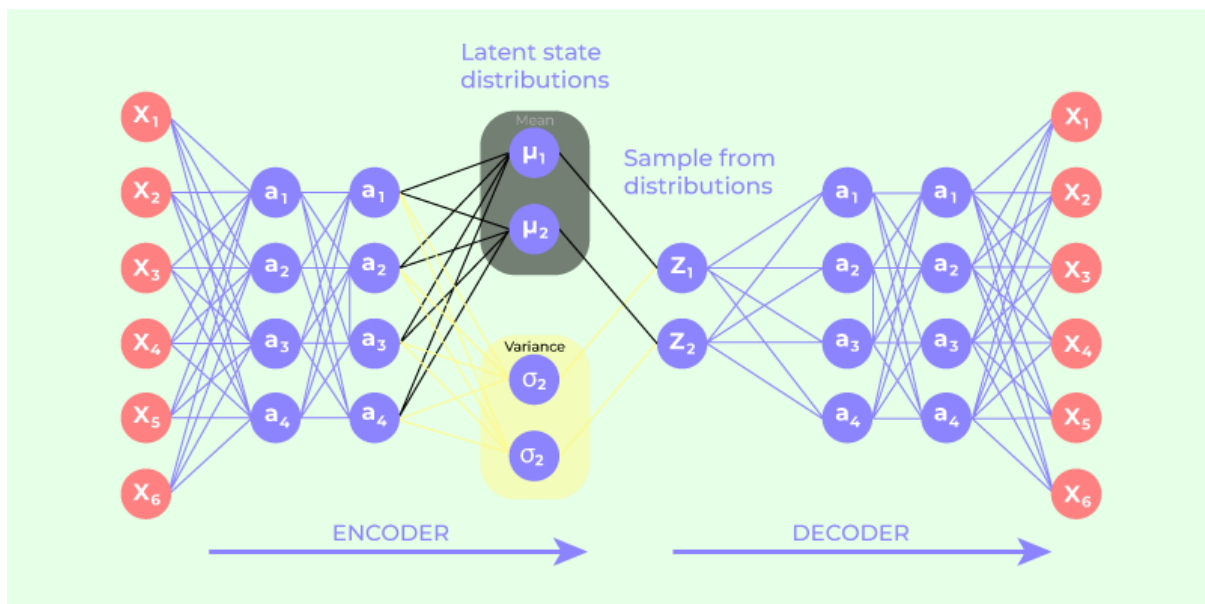 Latent state
distributions
Mean
μ₁
μ₂
Variance
σ₂
σ₂
Sample from
distributions
X₁
X₂
X₃
X₄
X₅
X₆
a₁
a₂
a₃
a₄
a₁
a₂
a₃
a₄
Z₁
Z₂
a₁
a₂
a₃
a₄
a₁
a₂
a₃
a₄
X₁
X₂
X₃
X₄
X₅
X₆
ENCODER
DECODER